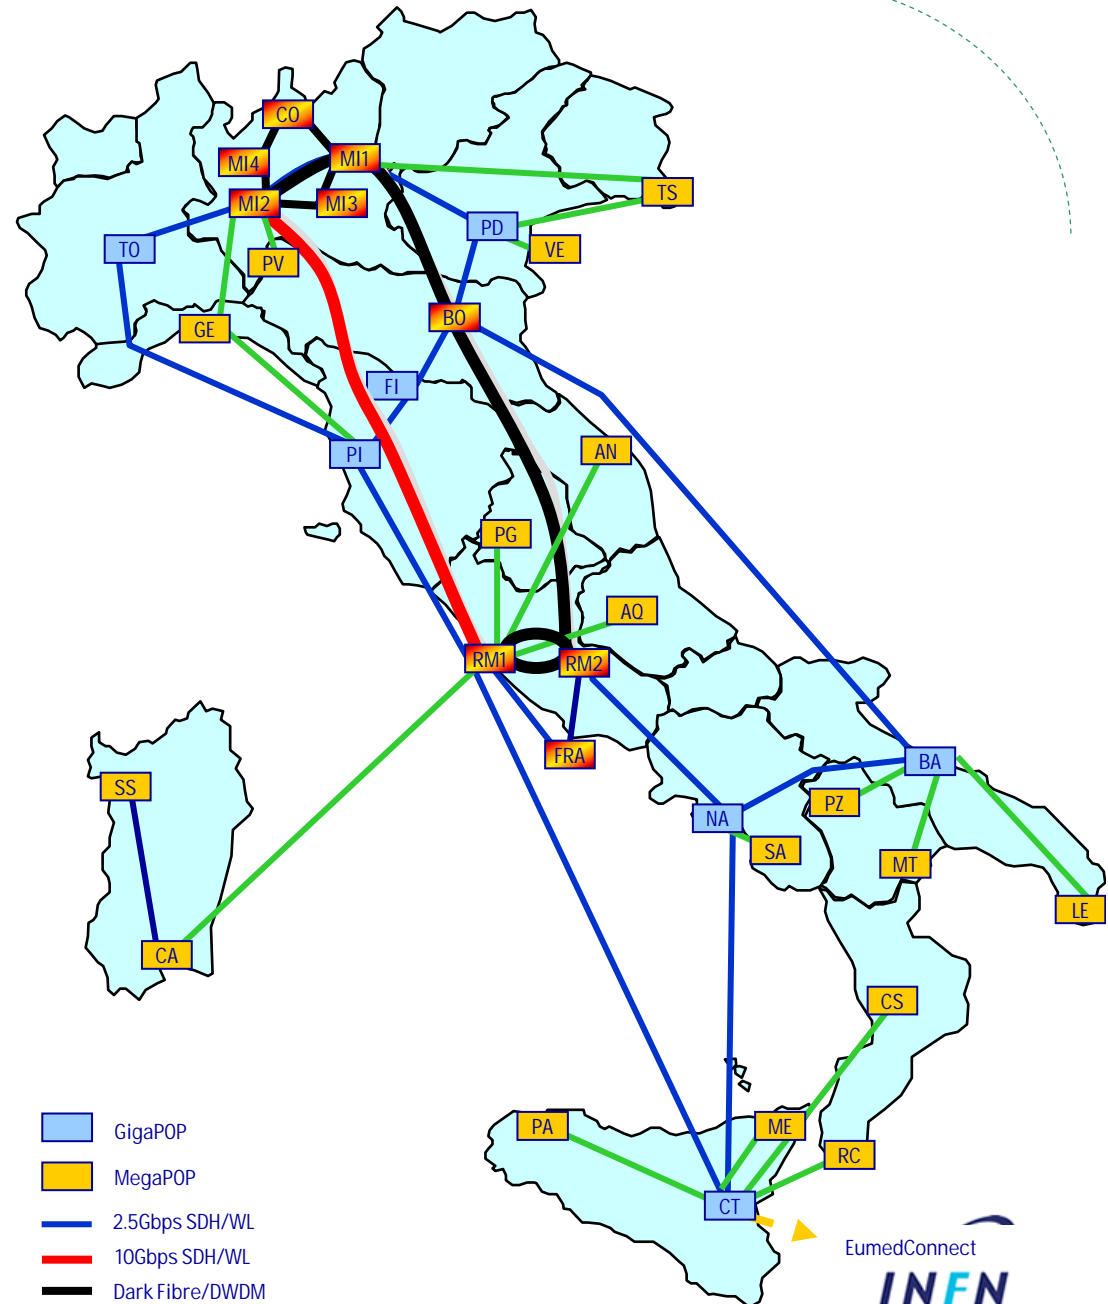 CO
MI4
MI1
MI2
MI3
TS
PD
TO
VE
PV
BO
GE
FI
PI
AN
PG
AQ
RM1
RM2
FRA
BA
SS
PZ
NA
SA
MT
LE
CA
CS
PA
ME
RC
CT
GigaPOP
MegaPOP
2.5Gbps SDH/WL
10Gbps SDH/WL
Dark Fibre/DWDM
EumedConnect
INFN